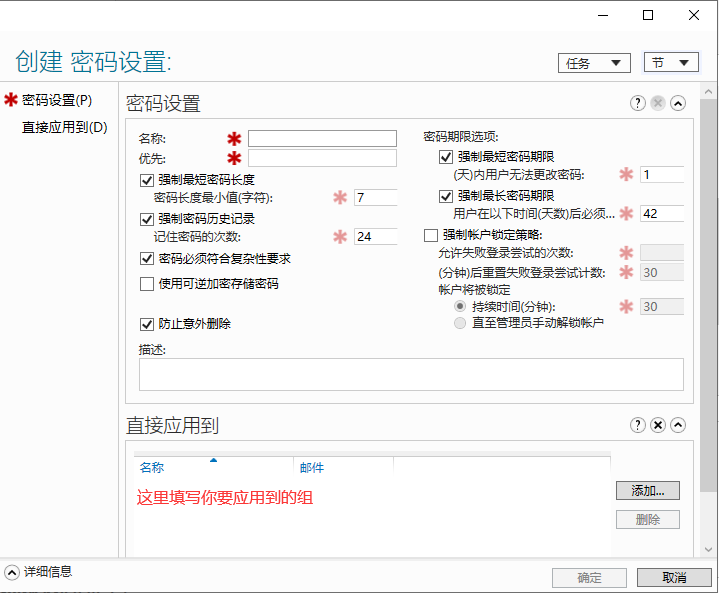 创建 密码设置:
任务
节
密码设置(P)
直接应用到(D)
密码设置
名称:
优先:
强制最短密码长度
密码长度最小值(字符):
7
强制密码历史记录
记住密码的次数:
24
密码必须符合复杂性要求
使用可逆加密存储密码
防止意外删除
密码期限选项:
强制最短密码期限
(天)内用户无法更改密码:
1
强制最长密码期限
用户在以下时间(天数)后必须...
42
强制帐户锁定策略:
允许失败登录尝试的次数:
(分钟)后重置失败登录尝试计数:
30
帐户将被锁定
持续时间(分钟):
30
直至管理员手动解锁帐户
描述:
直接应用到
名称
邮件
这里填写你要应用到的组
添加...
删除
详细信息
确定
取消